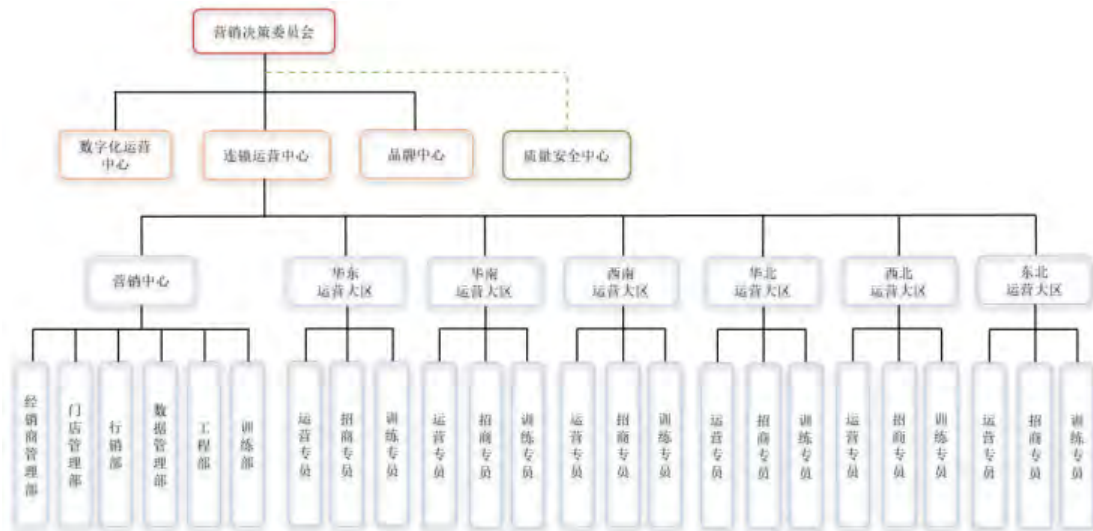 营销决策委员会
数字化运营
中心
连锁运营中心
品牌中心
质量安全中心
营销中心
华东
运营大区
华南
运营大区
西南
运营大区
华北
运营大区
西北
运营大区
东北
运营大区
经销商管理部
门店管理部
行销部
数据管理部
工程部
训练部
运营专员
招商专员
训练专员
运营专员
招商专员
训练专员
运营专员
招商专员
训练专员
运营专员
招商专员
训练专员
运营专员
招商专员
训练专员
运营专员
招商专员
训练专员